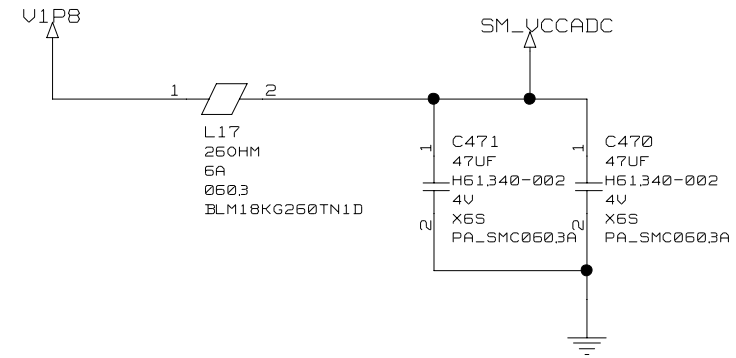 V1P8
SM_VCCADC
1
2
L17
26OHM
6A
0603
BLM18KG260TN1D
1
C471
47UF
H61340-002
4V
X6S
2
PA_SMC0603A
1
C470
47UF
H61340-002
4V
X6S
2
PA_SMC0603A